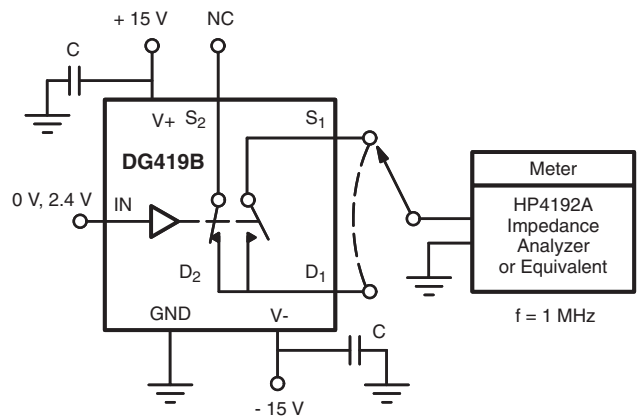 + 15 V
NC
C
V+
S2
S1
DG419B
0 V, 2.4 V
IN
D2
D1
GND
V-
C
- 15 V
Meter
HP4192A
Impedance
Analyzer
or Equivalent
f = 1 MHz